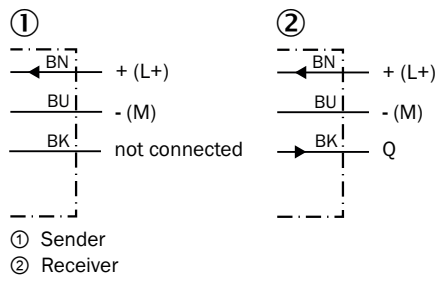 ① ②
BN + (L+) BN + (L+)
BU - (M) BU - (M)
BK not connected BK Q
① Sender
② Receiver